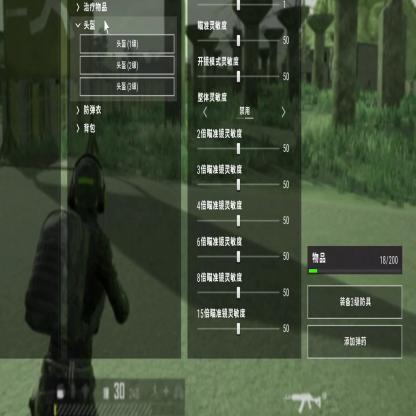 治疗物品
头盔
头盔 (1级)
头盔 (2级)
头盔 (3级)
防弹衣
背包
1
瞄准灵敏度
50
开镜模式灵敏度
50
整体灵敏度
禁用
2倍瞄准镜灵敏度
50
3倍瞄准镜灵敏度
50
4倍瞄准镜灵敏度
50
6倍瞄准镜灵敏度
50
8倍瞄准镜灵敏度
50
15倍瞄准镜灵敏度
50
物品
18/200
装备3级防具
添加弹药
30 240